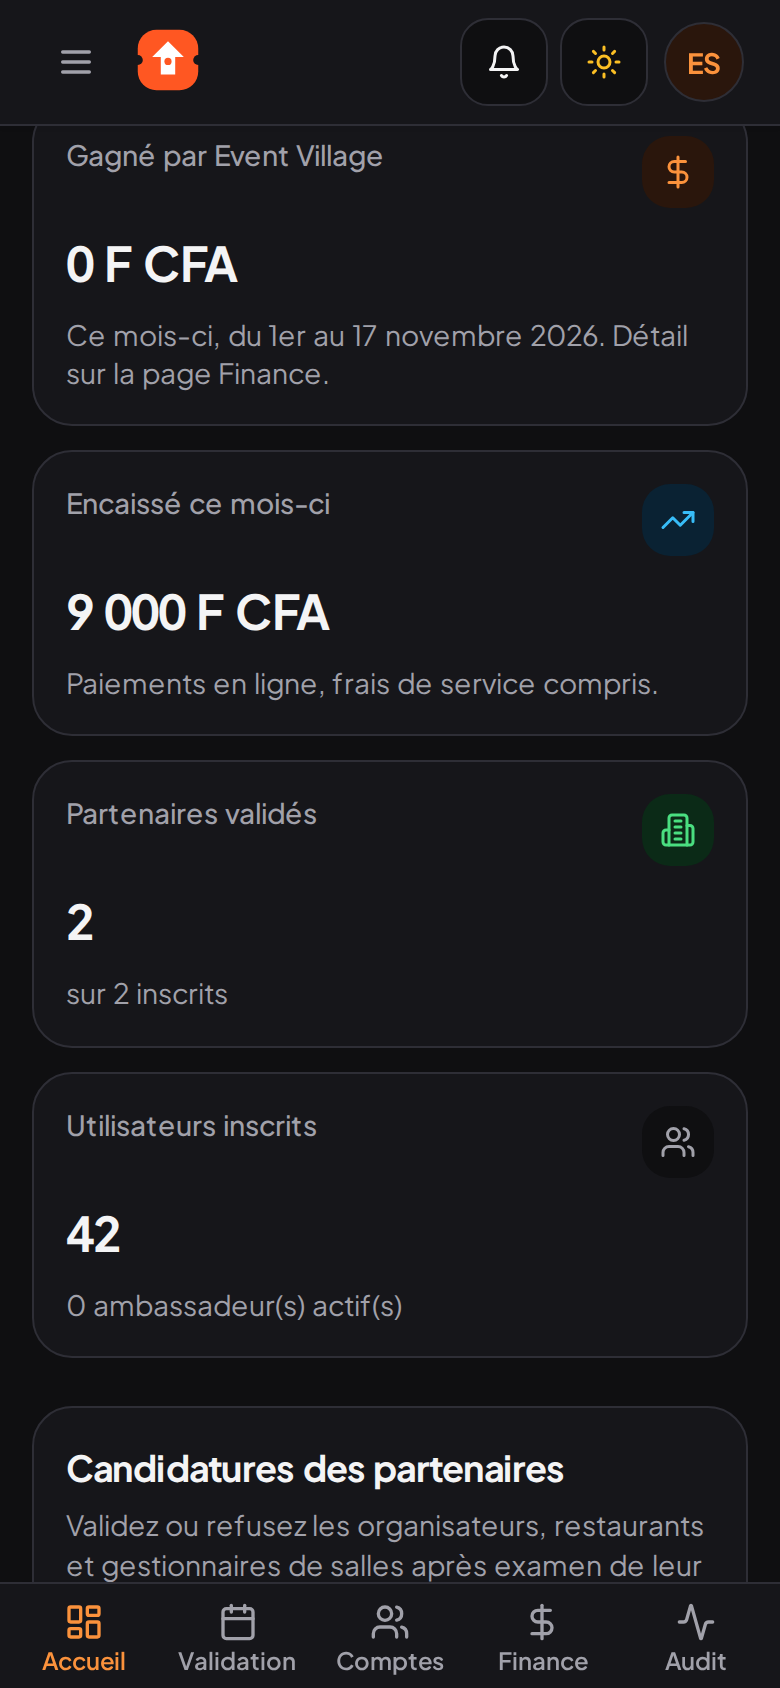 ES
Gagné par Event Village
0 F CFA
Ce mois-ci, du 1er au 17 novembre 2026. Détail
sur la page Finance.
Encaissé ce mois-ci
9 000 F CFA
Paiements en ligne, frais de service compris.
Partenaires validés
2
sur 2 inscrits
Utilisateurs inscrits
42
0 ambassadeur(s) actif(s)
Candidatures des partenaires
Validez ou refusez les organisateurs, restaurants
et gestionnaires de salles après examen de leur
Accueil
Validation
Comptes
Finance
Audit